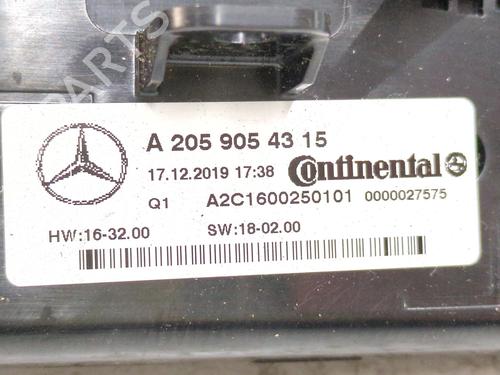 PARTS
A 205 905 43 15
17.12.2019 17:38 Continental
Q1 A2C1600250101 0000027575
HW:16-32.00 SW:18-02.00